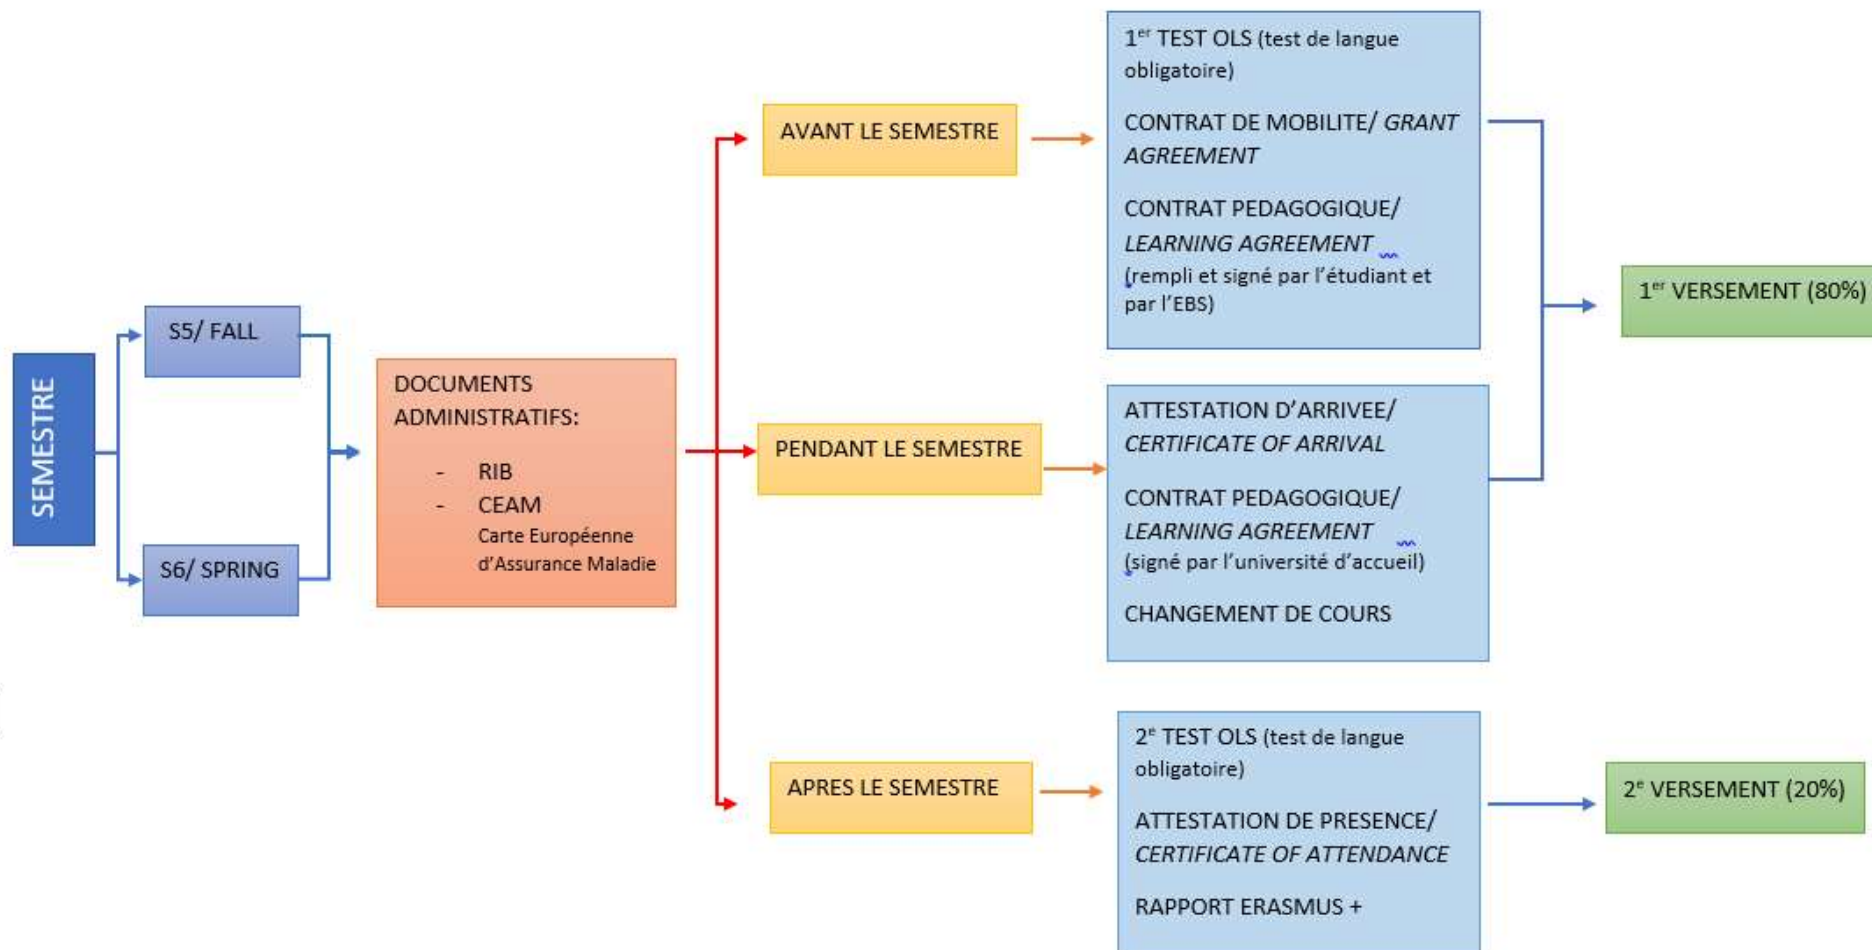 SEMESTRE
S5/ FALL
S6/ SPRING
DOCUMENTS
ADMINISTRATIFS:
- RIB
- CEAM
Carte Européenne
d'Assurance Maladie
AVANT LE SEMESTRE
1er TEST OLS (test de langue
obligatoire)
CONTRAT DE MOBILITE/ GRANT
AGREEMENT
CONTRAT PEDAGOGIQUE/
LEARNING AGREEMENT
(rempli et signé par l'étudiant et
par l'EBS)
PENDANT LE SEMESTRE
ATTESTATION D'ARRIVEE/
CERTIFICATE OF ARRIVAL
CONTRAT PEDAGOGIQUE/
LEARNING AGREEMENT
(signé par l'université d'accueil)
CHANGEMENT DE COURS
1er VERSEMENT (80%)
APRES LE SEMESTRE
2e TEST OLS (test de langue
obligatoire)
ATTESTATION DE PRESENCE/
CERTIFICATE OF ATTENDANCE
RAPPORT ERASMUS +
2e VERSEMENT (20%)